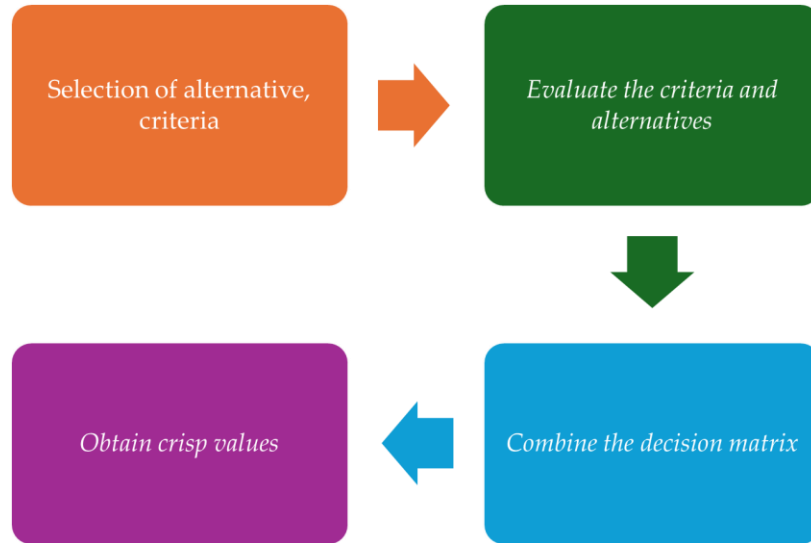 Selection of alternative,
criteria
Evaluate the criteria and
alternatives
Combine the decision matrix
Obtain crisp values